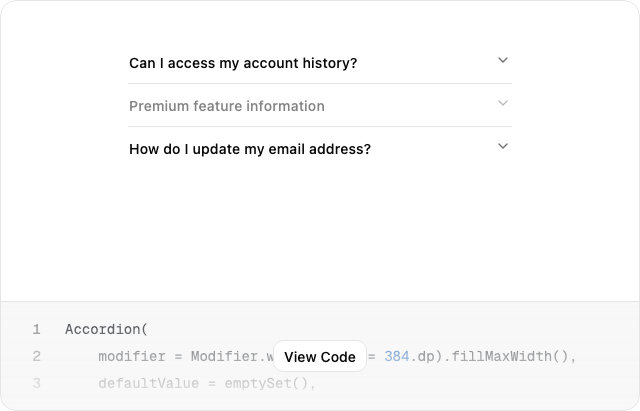 Can I access my account history?
Premium feature information
How do I update my email address?
1 Accordion(
2 modifier = Modifier.w = 384.dp).fillMaxWidth(),
View Code
3 defaultValue = emptySet(),